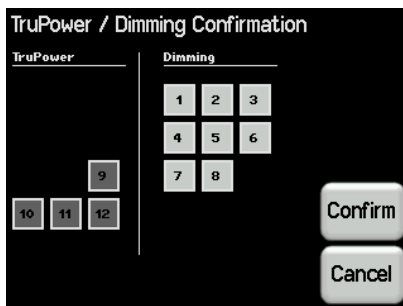 TruPower / Dimming Confirmation
TruPower
Dimming
1 2 3
4 5 6
7 8
9
10 11 12
Confirm
Cancel